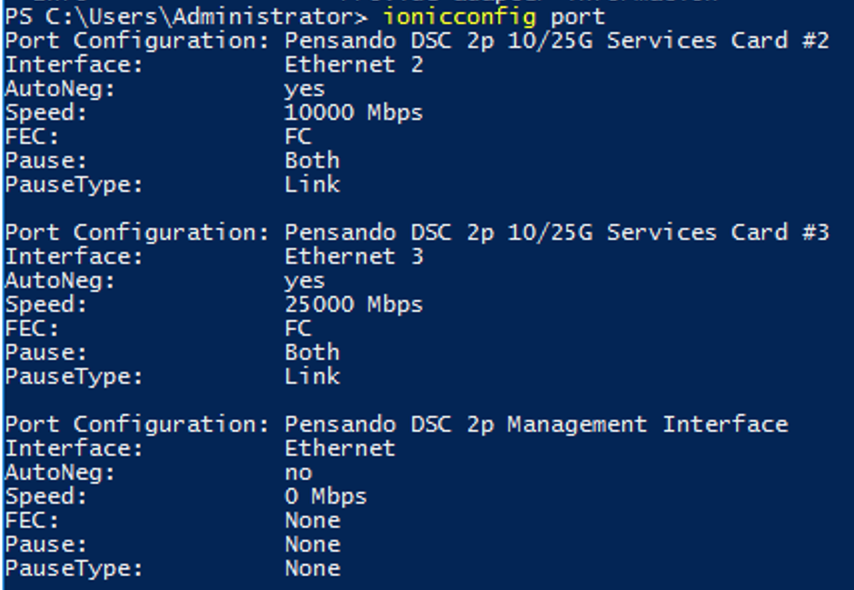 PS C:\Users\Administrator> ionicconfig port
Port Configuration: Pensando DSC 2p 10/25G Services Card #2
Interface: Ethernet 2
AutoNeg: yes
Speed: 10000 Mbps
FEC: FC
Pause: Both
PauseType: Link
Port Configuration: Pensando DSC 2p 10/25G Services Card #3
Interface: Ethernet 3
AutoNeg: yes
Speed: 25000 Mbps
FEC: FC
Pause: Both
PauseType: Link
Port Configuration: Pensando DSC 2p Management Interface
Interface: Ethernet
AutoNeg: no
Speed: 0 Mbps
FEC: None
Pause: None
PauseType: None